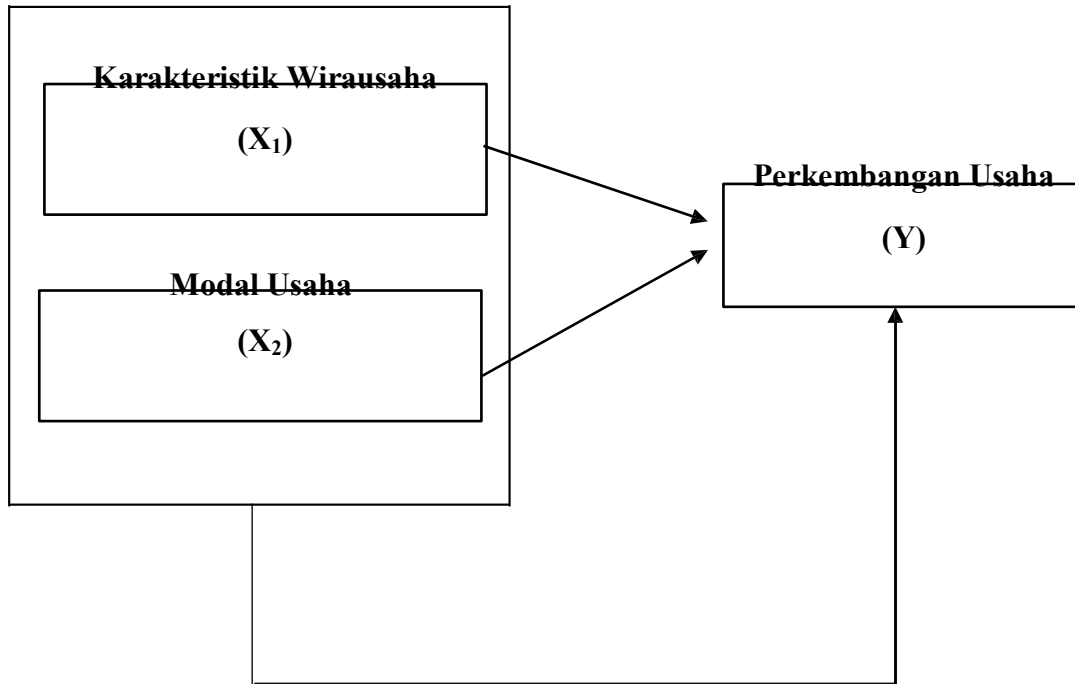 Karakteristik Wirausaha
(X₁)
Perkembangan Usaha
(Y)
Modal Usaha
(X₂)